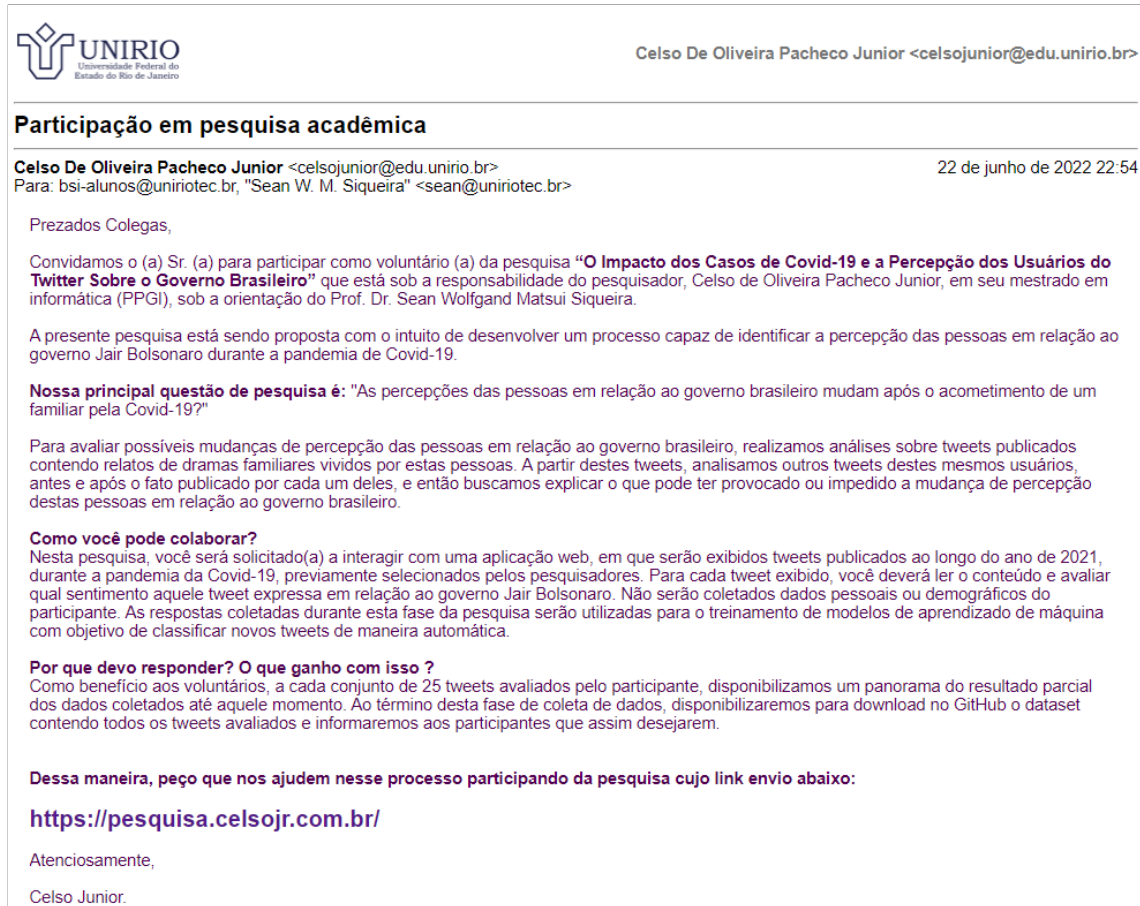 UNIRIO
Universidade Federal do
Estado do Rio de Janeiro
Celso De Oliveira Pacheco Junior <celsojunior@edu.unirio.br>
Participação em pesquisa acadêmica
Celso De Oliveira Pacheco Junior <celsojunior@edu.unirio.br> 22 de junho de 2022 22:54
Para: bsi-alunos@uniriotec.br, "Sean W. M. Siqueira" <sean@uniriotec.br>
Prezados Colegas,
Convidamos o (a) Sr. (a) para participar como voluntário (a) da pesquisa “O Impacto dos Casos de Covid-19 e a Percepção dos Usuários do
Twitter Sobre o Governo Brasileiro” que está sob a responsabilidade do pesquisador, Celso de Oliveira Pacheco Junior, em seu mestrado em
informática (PPGI), sob a orientação do Prof. Dr. Sean Wolfgand Matsui Siqueira.
A presente pesquisa está sendo proposta com o intuito de desenvolver um processo capaz de identificar a percepção das pessoas em relação ao
governo Jair Bolsonaro durante a pandemia de Covid-19.
Nossa principal questão de pesquisa é: "As percepções das pessoas em relação ao governo brasileiro mudam após o acometimento de um
familiar pela Covid-19?"
Para avaliar possíveis mudanças de percepção das pessoas em relação ao governo brasileiro, realizamos análises sobre tweets publicados
contendo relatos de dramas familiares vividos por estas pessoas. A partir destes tweets, analisamos outros tweets destes mesmos usuários,
antes e após o fato publicado por cada um deles, e então buscamos explicar o que pode ter provocado ou impedido a mudança de percepção
destas pessoas em relação ao governo brasileiro.
Como você pode colaborar?
Nesta pesquisa, você será solicitado(a) a interagir com uma aplicação web, em que serão exibidos tweets publicados ao longo do ano de 2021,
durante a pandemia da Covid-19, previamente selecionados pelos pesquisadores. Para cada tweet exibido, você deverá ler o conteúdo e avaliar
qual sentimento aquele tweet expressa em relação ao governo Jair Bolsonaro. Não serão coletados dados pessoais ou demográficos do
participante. As respostas coletadas durante esta fase da pesquisa serão utilizadas para o treinamento de modelos de aprendizado de máquina
com objetivo de classificar novos tweets de maneira automática.
Por que devo responder? O que ganho com isso ?
Como benefício aos voluntários, a cada conjunto de 25 tweets avaliados pelo participante, disponibilizamos um panorama do resultado parcial
dos dados coletados até aquele momento. Ao término desta fase de coleta de dados, disponibilizaremos para download no GitHub o dataset
contendo todos os tweets avaliados e informaremos aos participantes que assim desejarem.
Dessa maneira, peço que nos ajudem nesse processo participando da pesquisa cujo link envio abaixo:
https://pesquisa.celsojr.com.br/
Atenciosamente,
Celso Junior.